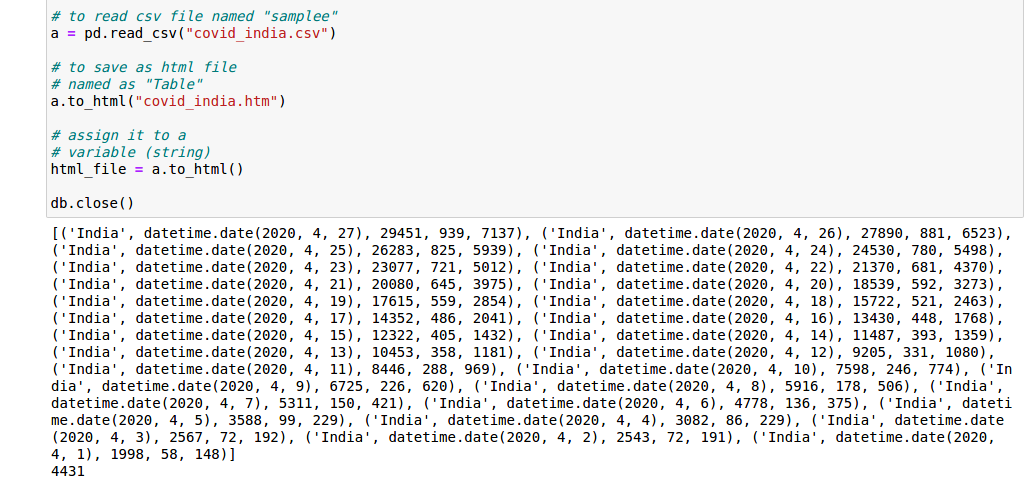 # to read csv file named "samplee"
a = pd.read_csv("covid_india.csv")
# to save as html file
# named as "Table"
a.to_html("covid_india.htm")
# assign it to a
# variable (string)
html_file = a.to_html()
db.close()
[('India', datetime.date(2020, 4, 27), 29451, 939, 7137), ('India', datetime.date(2020, 4, 26), 27890, 881, 6523),
('India', datetime.date(2020, 4, 25), 26283, 825, 5939), ('India', datetime.date(2020, 4, 24), 24530, 780, 5498),
('India', datetime.date(2020, 4, 23), 23077, 721, 5012), ('India', datetime.date(2020, 4, 22), 21370, 681, 4370),
('India', datetime.date(2020, 4, 21), 20080, 645, 3975), ('India', datetime.date(2020, 4, 20), 18539, 592, 3273),
('India', datetime.date(2020, 4, 19), 17615, 559, 2854), ('India', datetime.date(2020, 4, 18), 15722, 521, 2463),
('India', datetime.date(2020, 4, 17), 14352, 486, 2041), ('India', datetime.date(2020, 4, 16), 13430, 448, 1768),
('India', datetime.date(2020, 4, 15), 12322, 405, 1432), ('India', datetime.date(2020, 4, 14), 11487, 393, 1359),
('India', datetime.date(2020, 4, 13), 10453, 358, 1181), ('India', datetime.date(2020, 4, 12), 9205, 331, 1080),
('India', datetime.date(2020, 4, 11), 8446, 288, 969), ('India', datetime.date(2020, 4, 10), 7598, 246, 774), ('In
dia', datetime.date(2020, 4, 9), 6725, 226, 620), ('India', datetime.date(2020, 4, 8), 5916, 178, 506), ('India',
datetime.date(2020, 4, 7), 5311, 150, 421), ('India', datetime.date(2020, 4, 6), 4778, 136, 375), ('India', dateti
me.date(2020, 4, 5), 3588, 99, 229), ('India', datetime.date(2020, 4, 4), 3082, 86, 229), ('India', datetime.date
(2020, 4, 3), 2567, 72, 192), ('India', datetime.date(2020, 4, 2), 2543, 72, 191), ('India', datetime.date(2020,
4, 1), 1998, 58, 148)]
4431